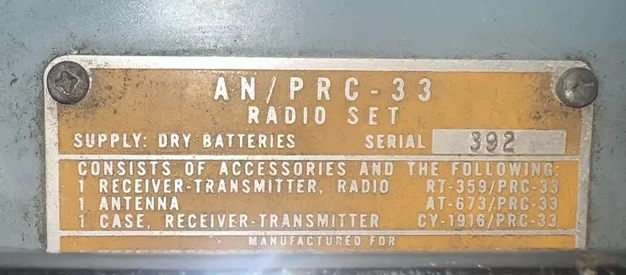 AN/PRC-33
RADIO SET
SUPPLY: DRY BATTERIES SERIAL 392
CONSISTS OF ACCESSORIES AND THE FOLLOWING:
1 RECEIVER-TRANSMITTER, RADIO RT-359/PRC-33
1 ANTENNA AT-673/PRC-33
1 CASE, RECEIVER-TRANSMITTER CY-1916/PRC-33
MANUFACTURED FOR